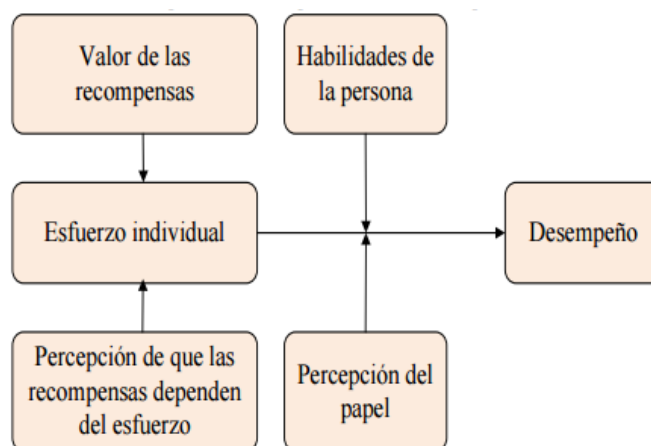 Valor de las
recompensas
Habilidades de
la persona
Esfuerzo individual
Desempeño
Percepción de que las
recompensas dependen
del esfuerzo
Percepción del
papel